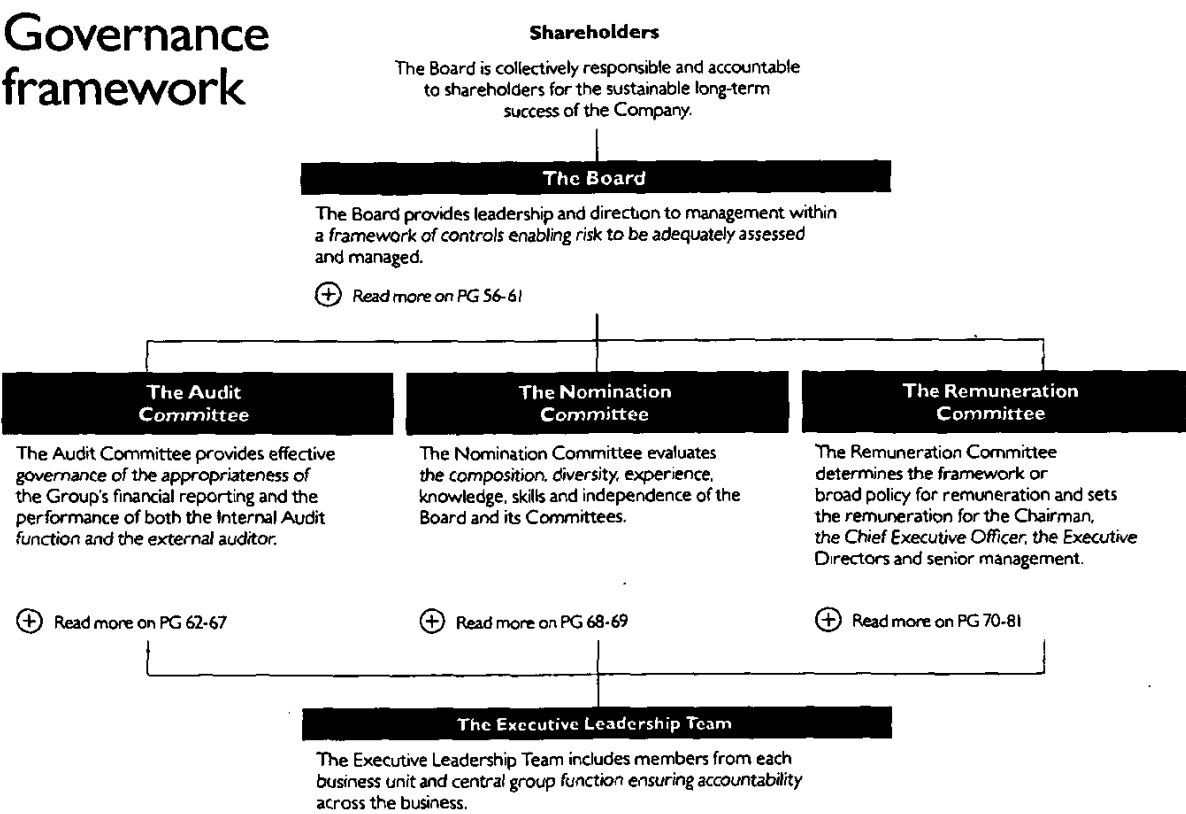 Governance
framework
Shareholders
The Board is collectively responsible and accountable
to shareholders for the sustainable long-term
success of the Company.
The Board
The Board provides leadership and direction to management within
a framework of controls enabling risk to be adequately assessed
and managed.
Read more on PG 56-61
The Audit
Committee
The Audit Committee provides effective
governance of the appropriateness of
the Group's financial reporting and the
performance of both the Internal Audit
function and the external auditor.
Read more on PG 62-67
The Nomination
Committee
The Nomination Committee evaluates
the composition, diversity, experience,
knowledge, skills and independence of the
Board and its Committees.
Read more on PG 68-69
The Remuneration
Committee
The Remuneration Committee
determines the framework or
broad policy for remuneration and sets
the remuneration for the Chairman,
the Chief Executive Officer, the Executive
Directors and senior management.
Read more on PG 70-81
The Executive Leadership Team
The Executive Leadership Team includes members from each
business unit and central group function ensuring accountability
across the business.